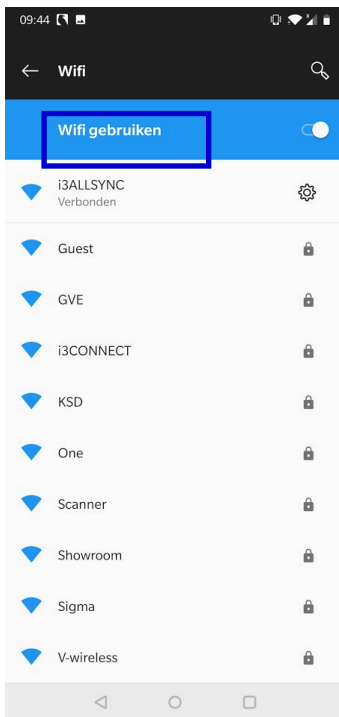 09:44
Wifi
Wifi gebruiken
i3ALLSYNC
Verbonden
Guest
GVE
i3CONNECT
KSD
One
Scanner
Showroom
Sigma
V-wireless